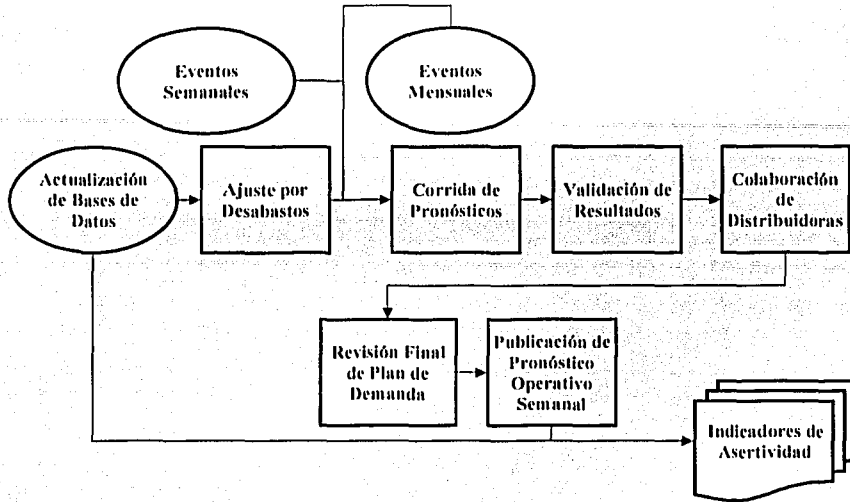 Eventos
Semanales
Eventos
Mensuales
Actualización
de Bases de
Datos
Ajuste por
Desabastos
Corrida de
Pronósticos
Validación de
Resultados
Colaboración
de
Distribuidoras
Revisión Final
de Plan de
Demanda
Publicación de
Pronóstico
Operativo
Semanal
Indicadores de
Asertividad